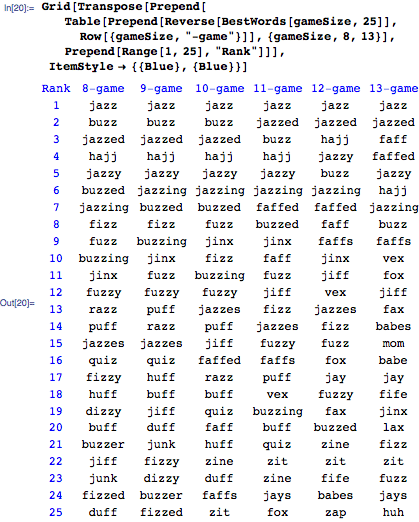 In[20]:= Grid[Transpose[Prepend[
Table[Prepend[Reverse[BestWords[gameSize, 25]],
Row[{gameSize, "-game"}]], {gameSize, 8, 13}],
Prepend[Range[1, 25], "Rank"]]],
ItemStyle → {{Blue}, {Blue}}]
Rank 8-game 9-game 10-game 11-game 12-game 13-game
1 jazz jazz jazz jazz jazz jazz
2 buzz buzz buzz jazzed jazzed jazzed
3 jazzed jazzed jazzed buzz hajj faff
4 hajj hajj hajj hajj jazzy faffed
5 jazzy jazzy jazzy jazzy buzz jazzy
6 buzzed jazzing jazzing jazzing jazzing hajj
7 jazzing buzzed buzzed faffed faffed jazzing
8 fizz fizz fuzz buzzed faff buzz
9 fuzz buzzing jinx jinx faffs faffs
10 buzzing jinx fizz faff jinx vex
11 jinx fuzz buzzing fuzz jiff fox
12 fuzzy fuzzy fuzzy jiff vex jiff
Out[20]=
13 razz puff jazzes fizz jazzes fax
14 puff razz puff jazzes fizz babes
15 jazzes jazzes jiff fuzzy fuzz mom
16 quiz quiz faffed faffs fox babe
17 fizzy huff razz puff jay jay
18 huff buff buff vex fuzzy fife
19 dizzy jiff quiz buzzing fax jinx
20 buff duff faff buff buzzed lax
21 buzzer junk huff quiz zine fizz
22 jiff fizzy zine zit zit zit
23 junk dizzy duff zine fife fuzz
24 fizzed buzzer faffs jays babes jays
25 duff fizzed zit fox zap huh